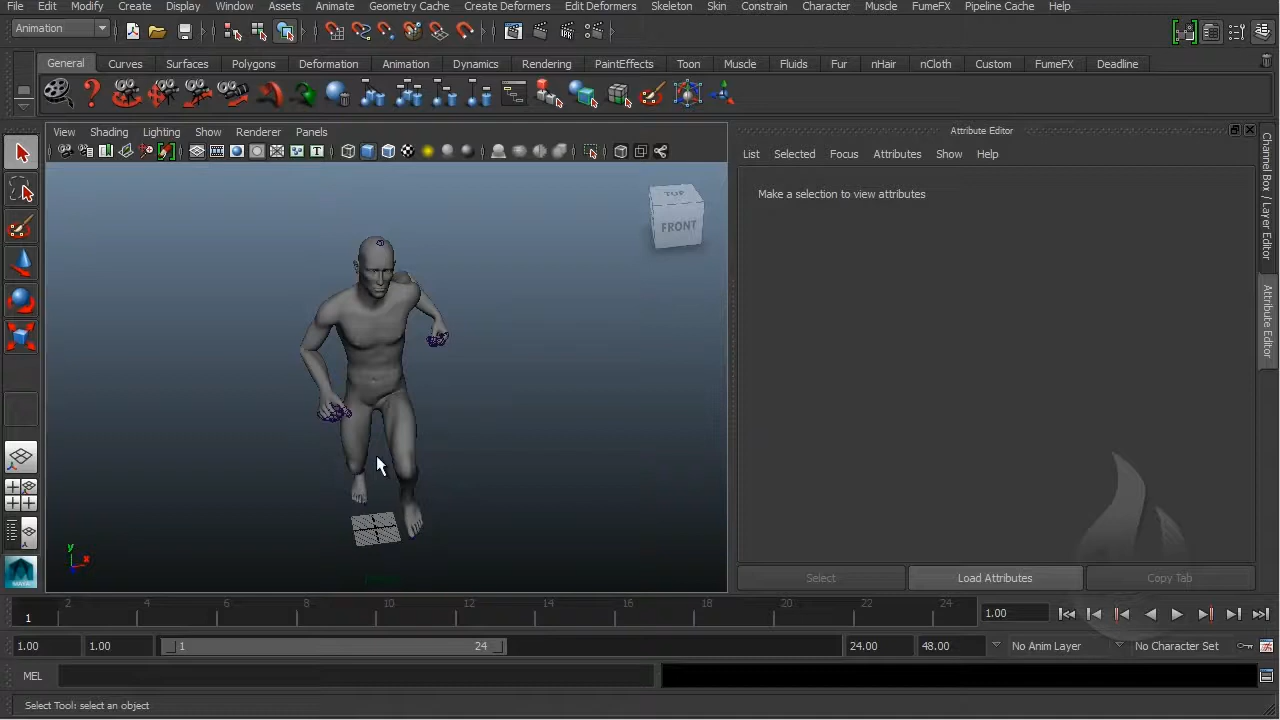 File Edit Modify Create Display Window Assets Animate Geometry Cache Create Deformers Edit Deformers Skeleton Skin Constrain Character Muscle FumeFX Pipeline Cache Help
Animation
General Curves Surfaces Polygons Deformation Animation Dynamics Rendering PaintEffects Toon Muscle Fluids Fur nHair nCloth Custom FumeFX Deadline
View Shading Lighting Show Renderer Panels
Attribute Editor
List Selected Focus Attributes Show Help
Make a selection to view attributes
TOP
FRONT
Channel Box / Layer Editor
Attribute Editor
y
x
Select Load Attributes Copy Tab
1 2 4 6 8 10 12 14 16 18 20 22 24 1.00
1.00 1.00 1 24 24.00 48.00 No Anim Layer No Character Set
MEL
Select Tool: select an object